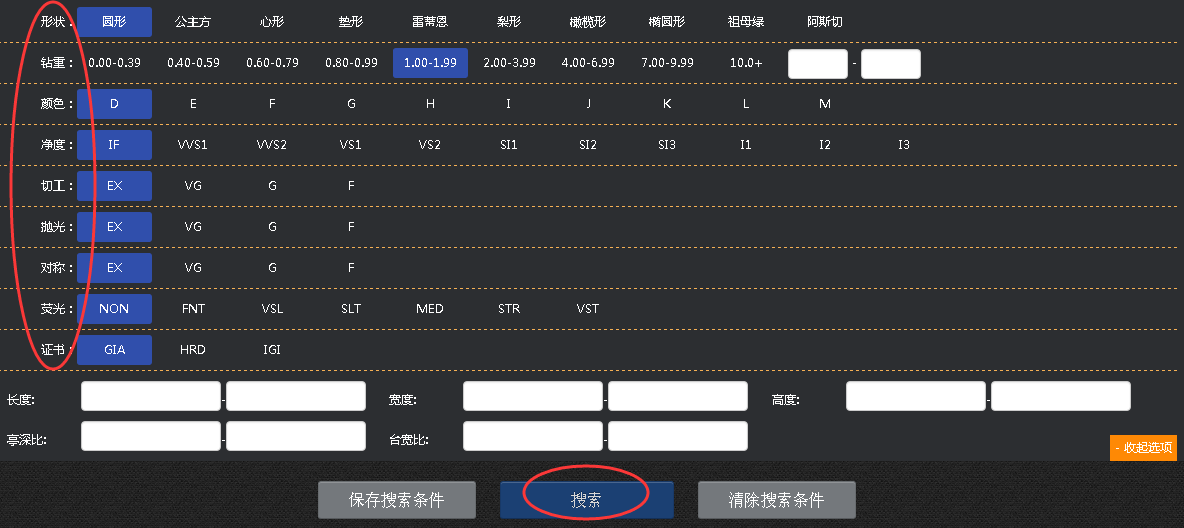 形状： 圆形 公主方 心形 垫形 雷蒂恩 梨形 橄榄形 椭圆形 祖母绿 阿斯切
钻重： 0.00-0.39 0.40-0.59 0.60-0.79 0.80-0.99 1.00-1.99 2.00-3.99 4.00-6.99 7.00-9.99 10.0+ -
颜色： D E F G H I J K L M
净度： IF VVS1 VVS2 VS1 VS2 SI1 SI2 SI3 I1 I2 I3
切工： EX VG G F
抛光： EX VG G F
对称： EX VG G F
荧光： NON FNT VSL SLT MED STR VST
证书： GIA HRD IGI
长度: - 宽度: - 高度: -
亭深比: - 台宽比: -
- 收起选项
保存搜索条件 搜索 清除搜索条件